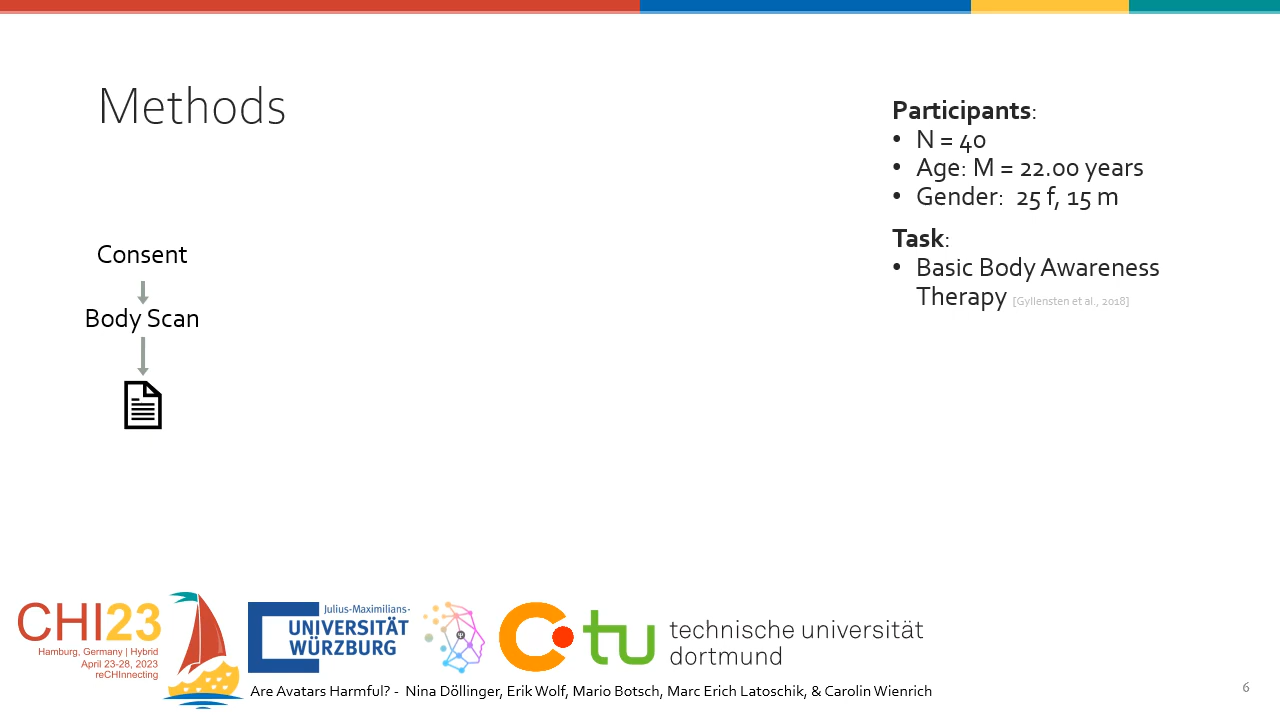 Methods
Participants:
• N = 40
• Age: M = 22.00 years
• Gender: 25 f, 15 m
Task:
• Basic Body Awareness
Therapy [Gyllensten et al., 2018]
Consent
Body Scan
CHI23
Hamburg, Germany | Hybrid
April 23-28, 2023
reCHInnecting
Julius-Maximilians-
UNIVERSITÄT
WÜRZBURG
tu
technische universität
dortmund
Are Avatars Harmful? - Nina Döllinger, Erik Wolf, Mario Botsch, Marc Erich Latoschik, & Carolin Wienrich
6